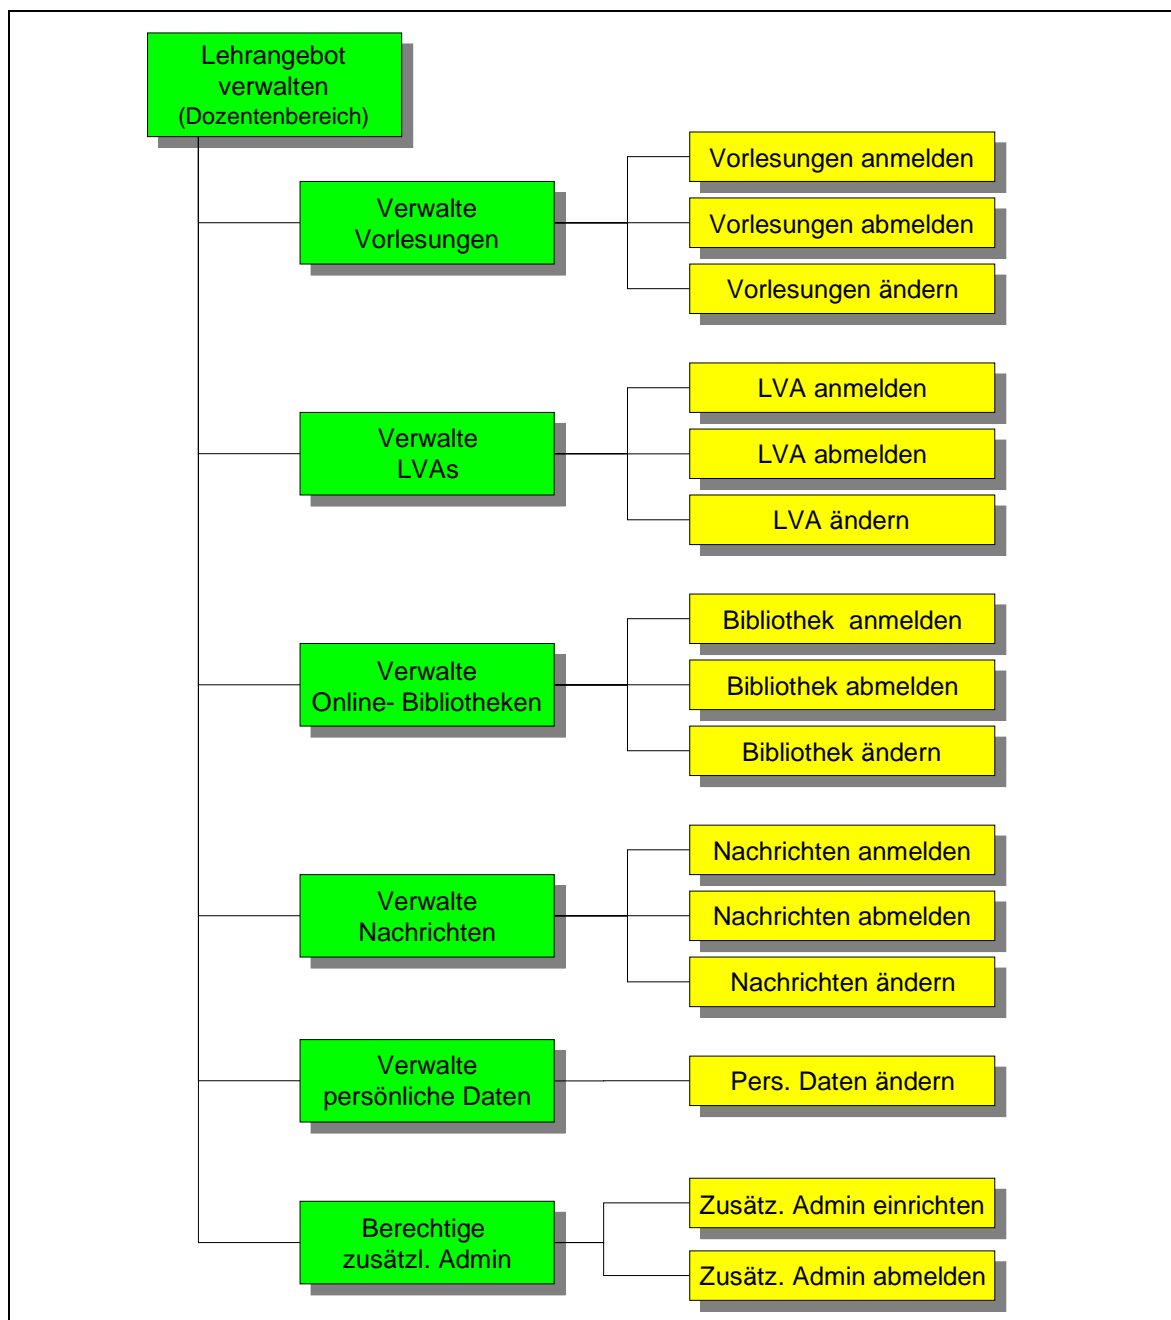 Lehrangebot
verwalten
(Dozentenbereich)
Verwalte
Vorlesungen
Vorlesungen anmelden
Vorlesungen abmelden
Vorlesungen ändern
Verwalte
LVAs
LVA anmelden
LVA abmelden
LVA ändern
Verwalte
Online- Bibliotheken
Bibliothek  anmelden
Bibliothek abmelden
Bibliothek ändern
Verwalte
Nachrichten
Nachrichten anmelden
Nachrichten abmelden
Nachrichten ändern
Verwalte
persönliche Daten
Pers. Daten ändern
Berechtige
zusätzl. Admin
Zusätz. Admin einrichten
Zusätz. Admin abmelden